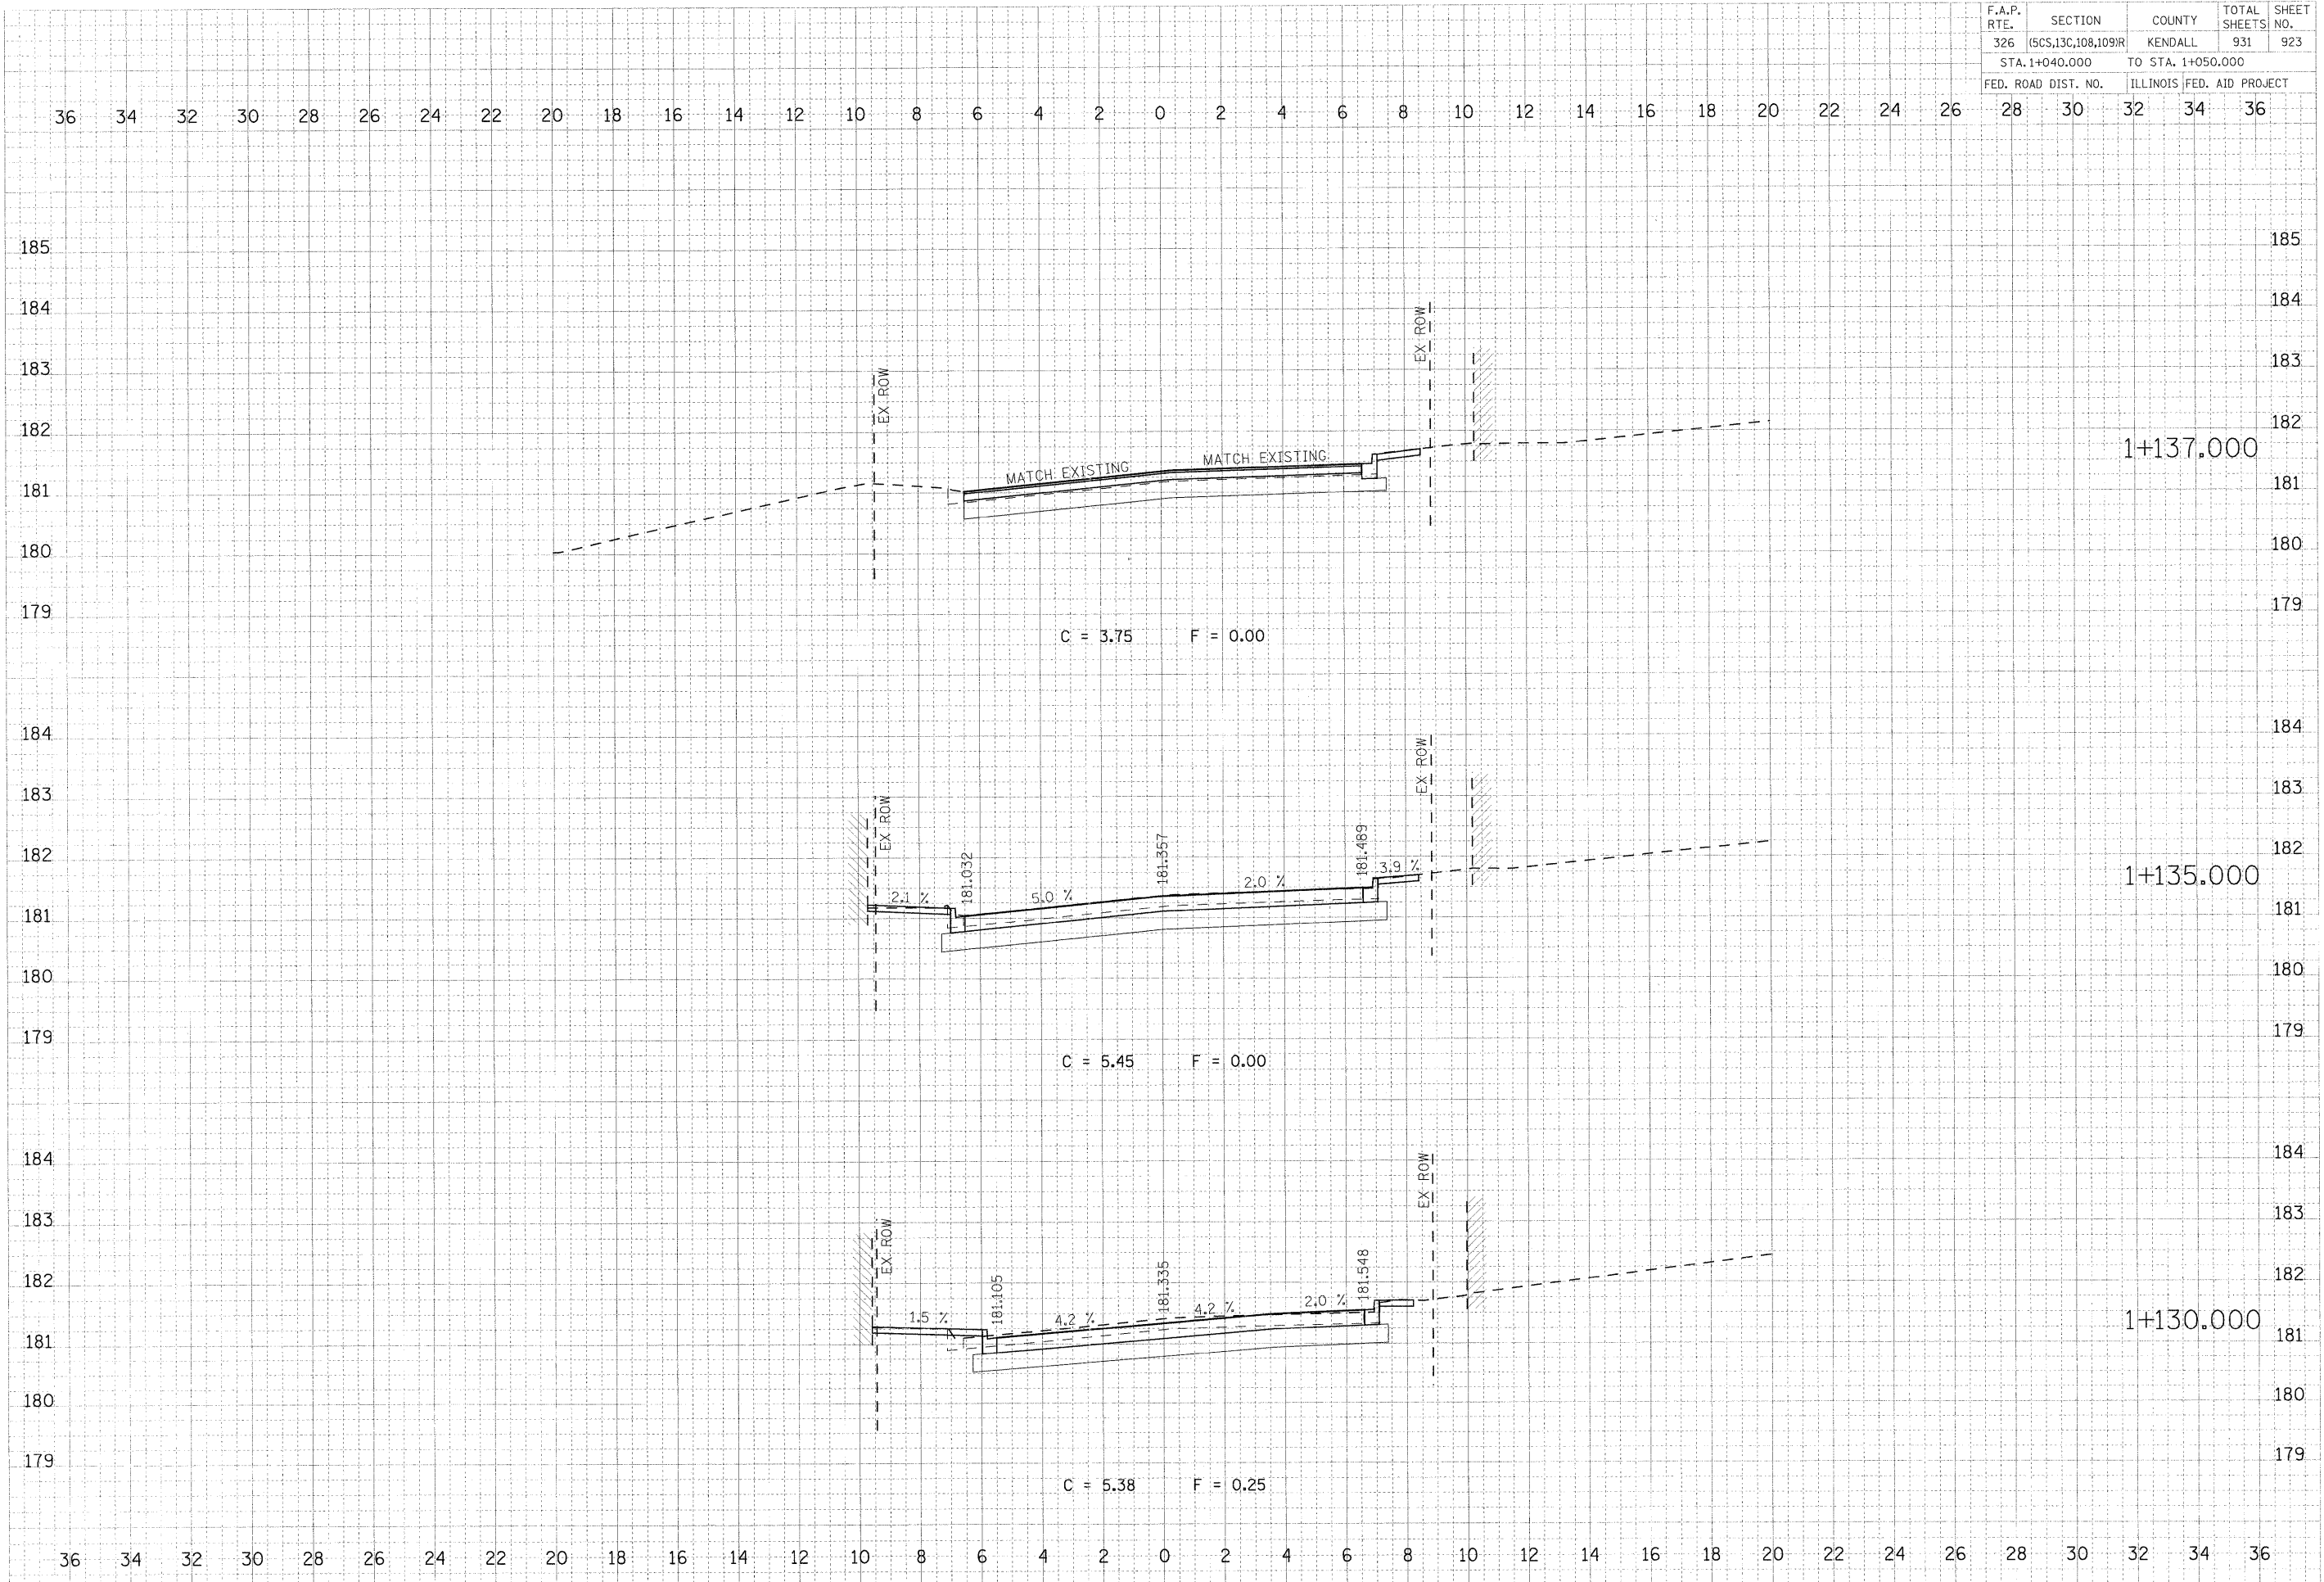 F.A.P. RTE. SECTION COUNTY TOTAL SHEETS SHEET NO.
326 (5CS,13C,108,109)R KENDALL 931 923
STA. 1+040.000 TO STA. 1+050.000
FED. ROAD DIST. NO. ILLINOIS FED. AID PROJECT
36 34 32 30 28 26 24 22 20 18 16 14 12 10 8 6 4 2 0 2 4 6 8 10 12 14 16 18 20 22 24 26 28 30 32 34 36
185 185
184 184
EX ROW
183 183
EX ROW
182 182
1+137.000
MATCH EXISTING MATCH EXISTING
181 181
180 180
179 179
C = 3.75 F = 0.00
184 184
EX ROW
183 183
EX ROW
182 181.032 181.357 181.489 182
2.1 % 5.0 % 2.0 % 3.9 %
1+135.000
181 181
180 180
179 179
C = 5.45 F = 0.00
184 184
EX ROW
183 183
EX ROW
182 181.105 181.335 181.548 182
1.5 % 4.2 % 4.2 % 2.0 %
1+130.000
181 181
180 180
179 179
C = 5.38 F = 0.25
36 34 32 30 28 26 24 22 20 18 16 14 12 10 8 6 4 2 0 2 4 6 8 10 12 14 16 18 20 22 24 26 28 30 32 34 36